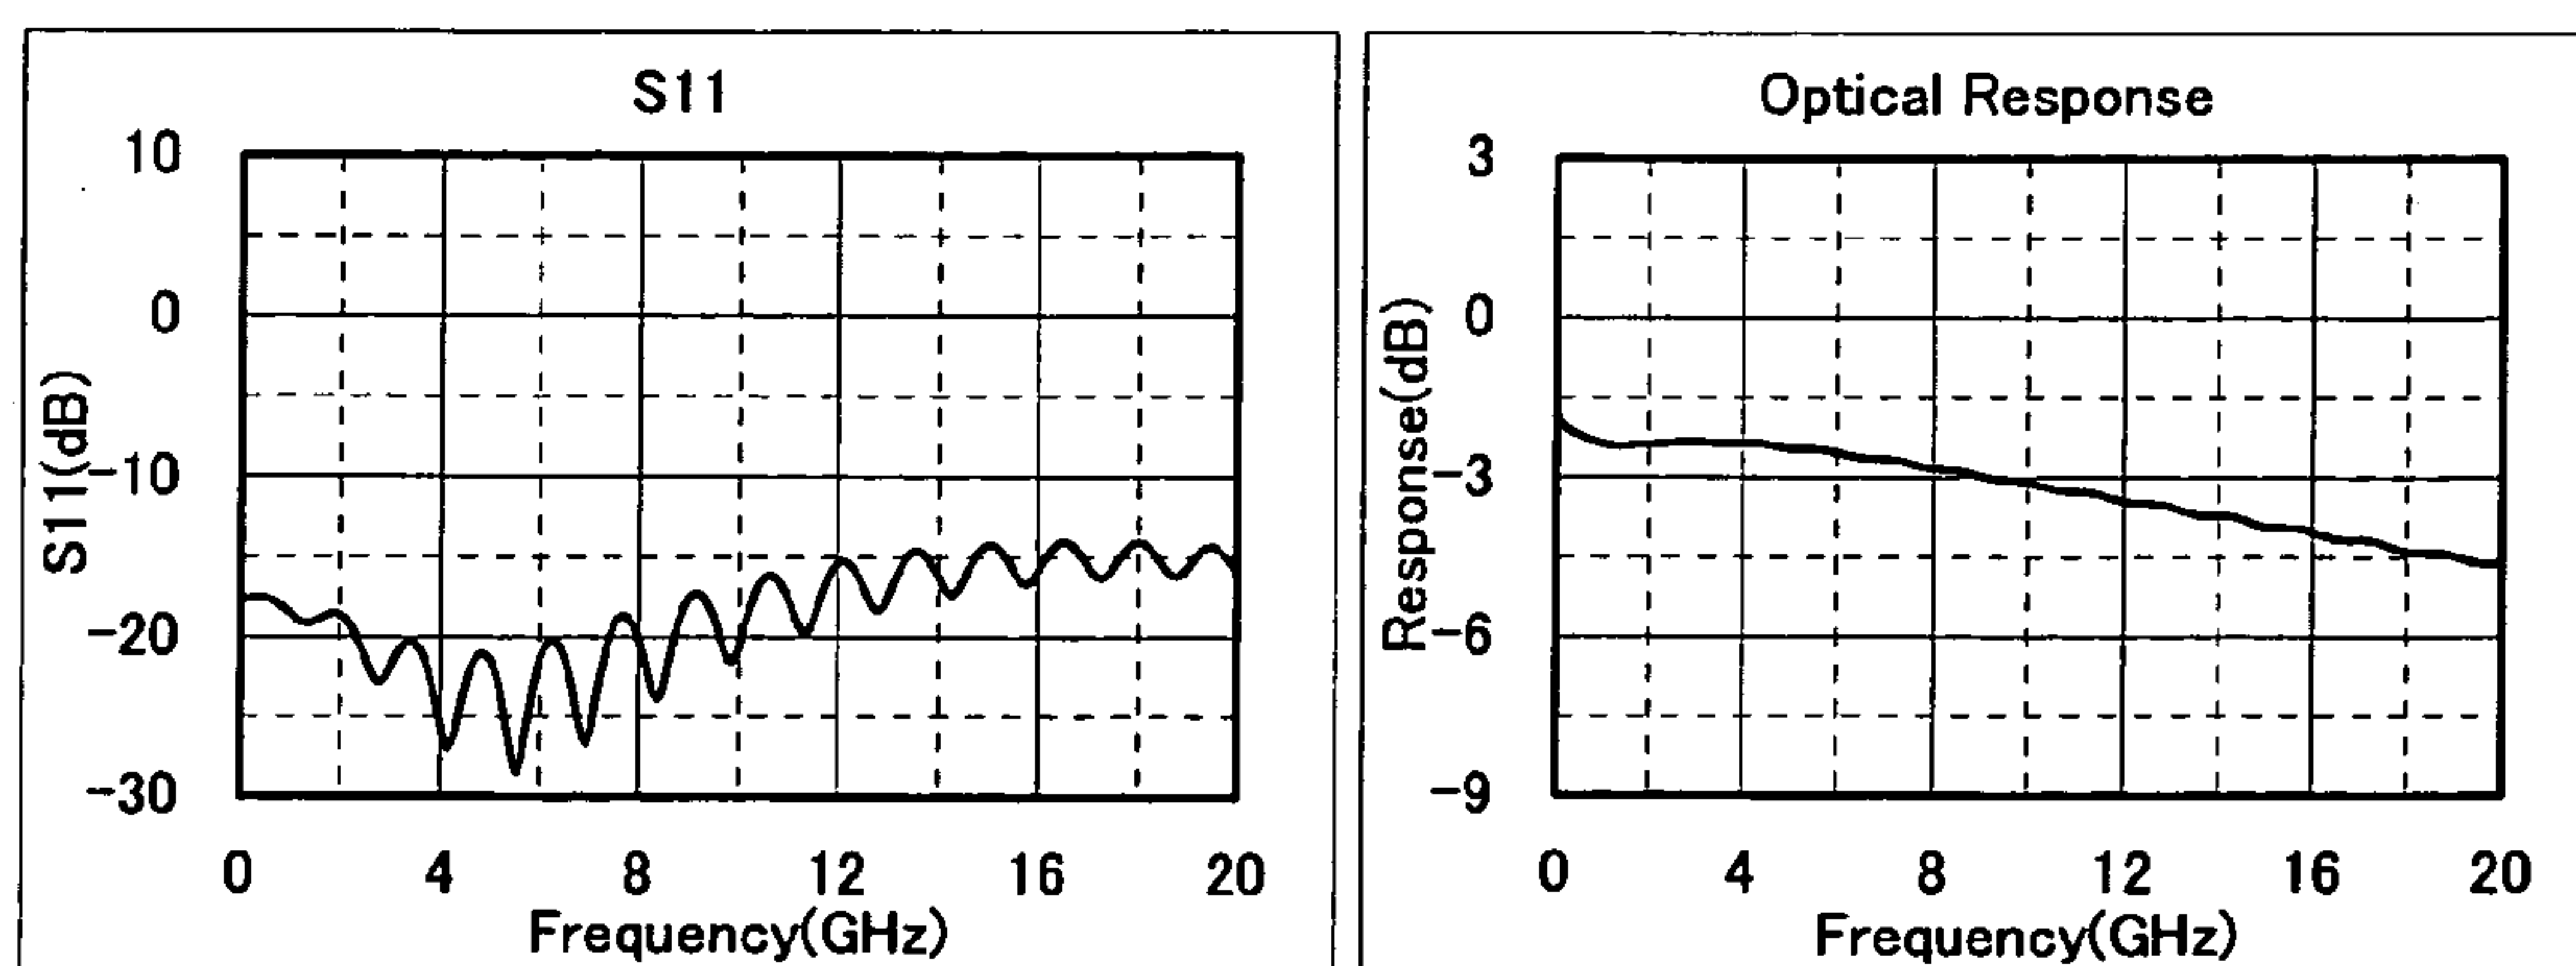 S11
10
0
-10
-20
-30
S11(dB)
0 4 8 12 16 20
Frequency(GHz)
Optical Response
3
0
-3
-6
-9
Response(dB)
0 4 8 12 16 20
Frequency(GHz)